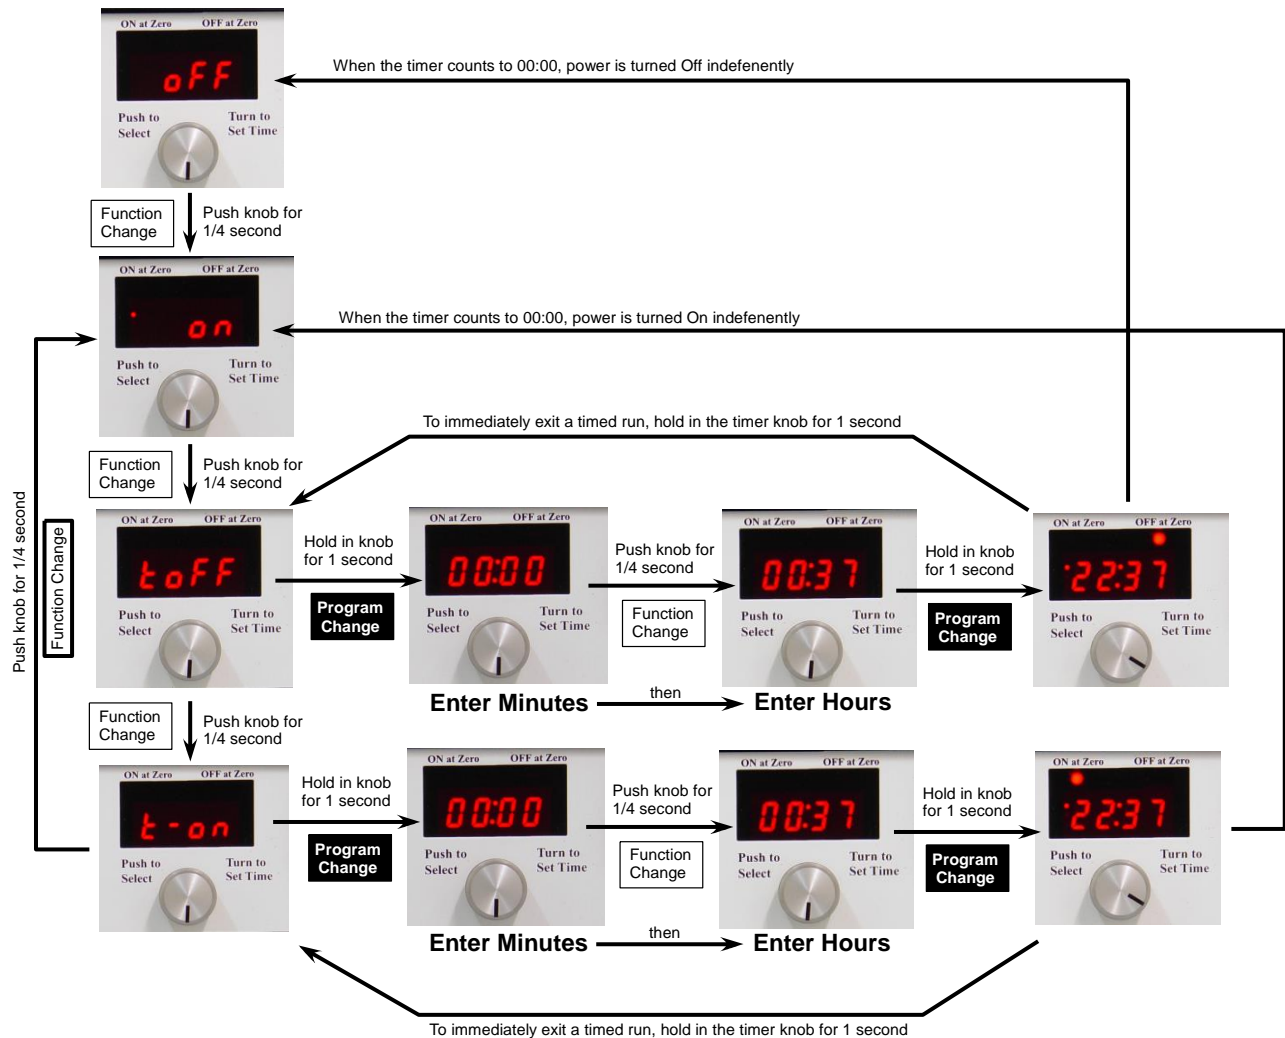 ON at Zero OFF at Zero
oFF
Push to Turn to
Select Set Time
When the timer counts to 00:00, power is turned Off indefenently
Function
Change
Push knob for
1/4 second
ON at Zero OFF at Zero
on
Push to Turn to
Select Set Time
When the timer counts to 00:00, power is turned On indefenently
To immediately exit a timed run, hold in the timer knob for 1 second
Function
Change
Push knob for
1/4 second
Push knob for 1/4 second
Function Change
ON at Zero OFF at Zero
toFF
Push to Turn to
Select Set Time
Hold in knob
for 1 second
Program
Change
ON at Zero OFF at Zero
00:00
Push to Turn to
Select Set Time
Enter Minutes
Push knob for
1/4 second
Function
Change
then
ON at Zero OFF at Zero
00:37
Push to Turn to
Select Set Time
Enter Hours
Hold in knob
for 1 second
Program
Change
ON at Zero OFF at Zero
22:37
Push to Turn to
Select Set Time
Function
Change
Push knob for
1/4 second
ON at Zero OFF at Zero
t-on
Push to Turn to
Select Set Time
Hold in knob
for 1 second
Program
Change
ON at Zero OFF at Zero
00:00
Push to Turn to
Select Set Time
Enter Minutes
Push knob for
1/4 second
Function
Change
then
ON at Zero OFF at Zero
00:37
Push to Turn to
Select Set Time
Enter Hours
Hold in knob
for 1 second
Program
Change
ON at Zero OFF at Zero
22:37
Push to Turn to
Select Set Time
To immediately exit a timed run, hold in the timer knob for 1 second